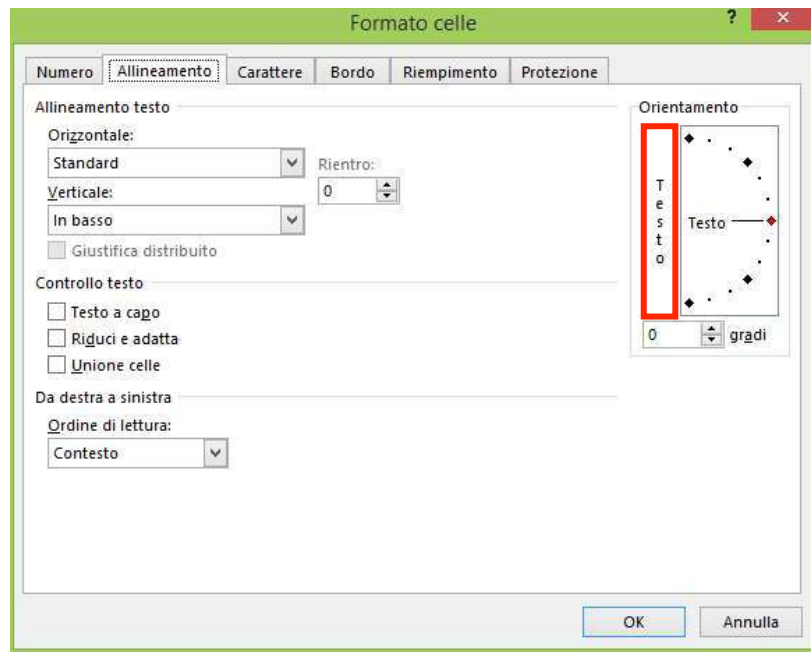 Formato celle
?
×
Numero Allineamento Carattere Bordo Riempimento Protezione
Allineamento testo
Orizzontale:
Standard
Rientro:
Verticale:
0
In basso
Giustifica distribuito
Controllo testo
Testo a capo
Riduci e adatta
Unione celle
Da destra a sinistra
Ordine di lettura:
Contesto
Orientamento
T
e
s
t
o
Testo
0 gradi
OK Annulla